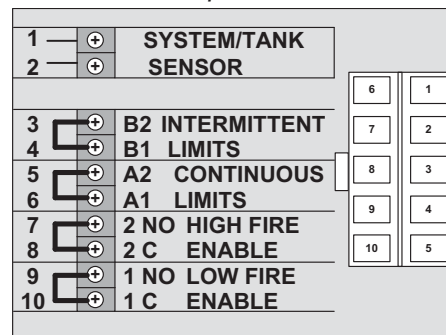 1 SYSTEM/TANK
2 SENSOR
3 B2 INTERMITTENT
4 B1 LIMITS
5 A2 CONTINUOUS
6 A1 LIMITS
7 2 NO HIGH FIRE
8 2 C ENABLE
9 1 NO LOW FIRE
10 1 C ENABLE
6 1
7 2
8 3
9 4
10 5